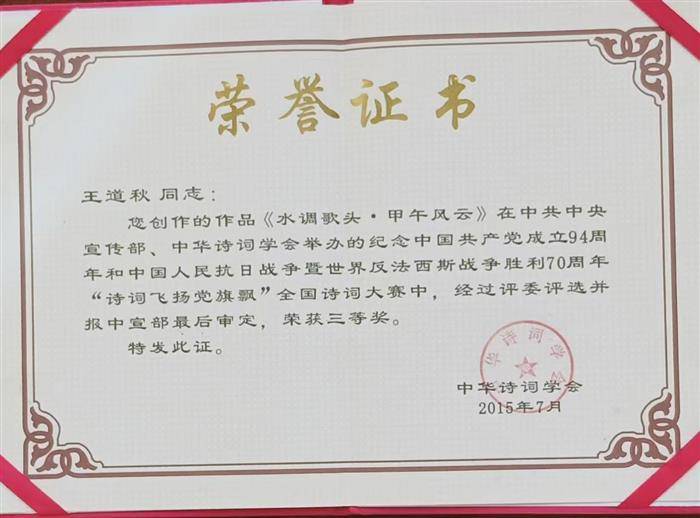 荣誉证书
王道秋 同志：
您创作的作品《水调歌头·甲午风云》在中共中央
宣传部、中华诗词学会举办的纪念中国共产党成立94周
年和中国人民抗日战争暨世界反法西斯战争胜利70周年
“诗词飞扬党旗飘”全国诗词大赛中，经过评委评选并
报中宣部最后审定，荣获三等奖。
特发此证。
中华诗词学会
中华诗词学会
2015年7月